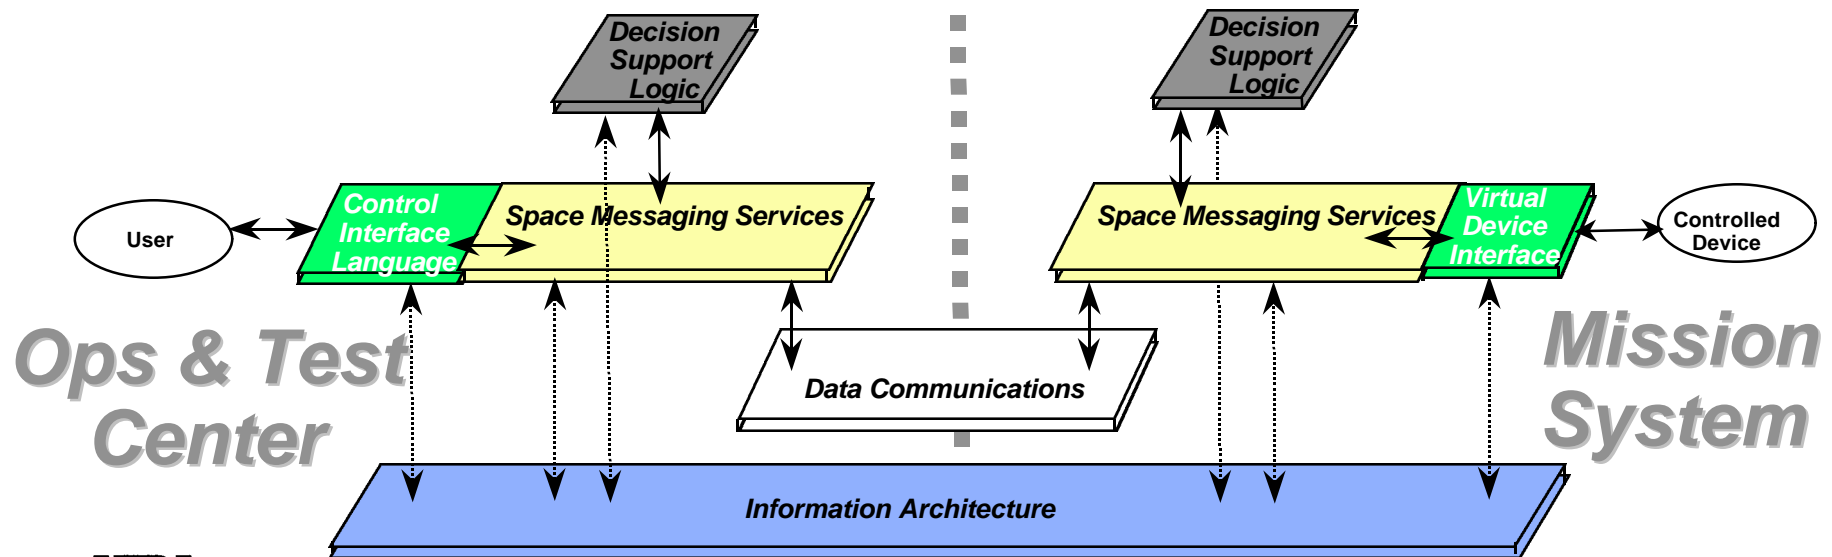 Decision
Support
Logic
Decision
Support
Logic
User
Control
Interface
Language
Space Messaging Services
Space Messaging Services
Virtual
Device
Interface
Controlled
Device
Ops & Test
Center
Data Communications
Mission
System
Information Architecture